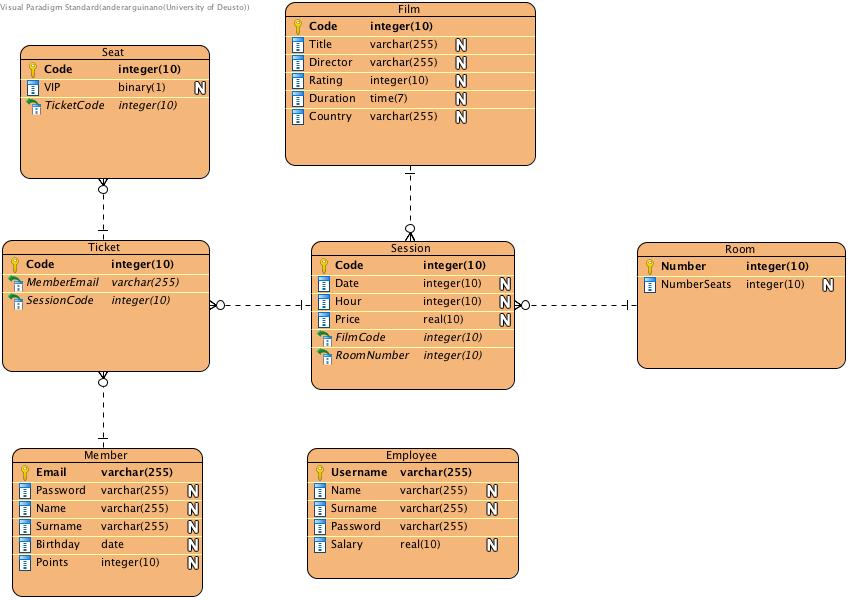 Visual Paradigm Standard(anderarguinano(University of Deusto))
Film
Code integer(10)
Title varchar(255) N
Director varchar(255) N
Rating integer(10) N
Duration time(7) N
Country varchar(255) N
Seat
Code integer(10)
VIP binary(1) N
TicketCode integer(10)
Ticket
Code integer(10)
MemberEmail varchar(255)
SessionCode integer(10)
Session
Code integer(10)
Date integer(10) N
Hour integer(10) N
Price real(10) N
FilmCode integer(10)
RoomNumber integer(10)
Room
Number integer(10)
NumberSeats integer(10) N
Member
Email varchar(255)
Password varchar(255) N
Name varchar(255) N
Surname varchar(255) N
Birthday date N
Points integer(10) N
Employee
Username varchar(255)
Name varchar(255) N
Surname varchar(255) N
Password varchar(255)
Salary real(10) N